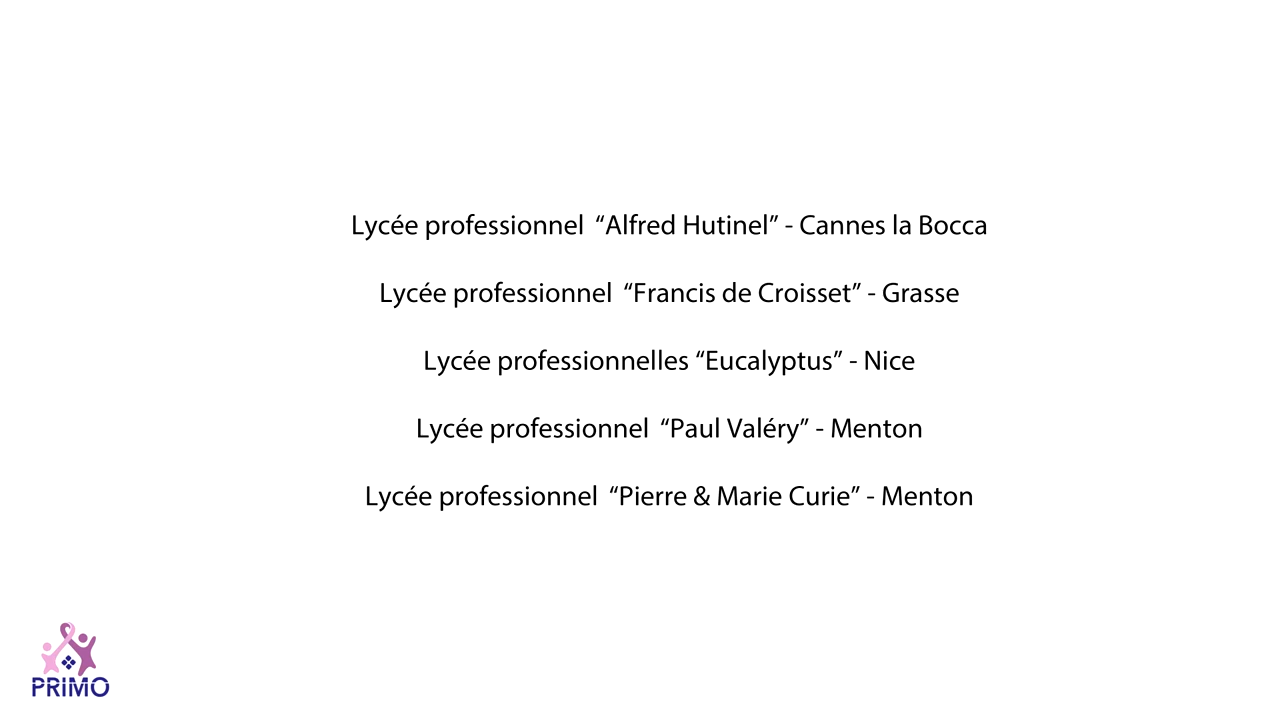 Lycée professionnel “Alfred Hutinel” - Cannes la Bocca
Lycée professionnel “Francis de Croisset” - Grasse
Lycée professionnelles “Eucalyptus” - Nice
Lycée professionnel “Paul Valéry” - Menton
Lycée professionnel “Pierre & Marie Curie” - Menton
PRIMO